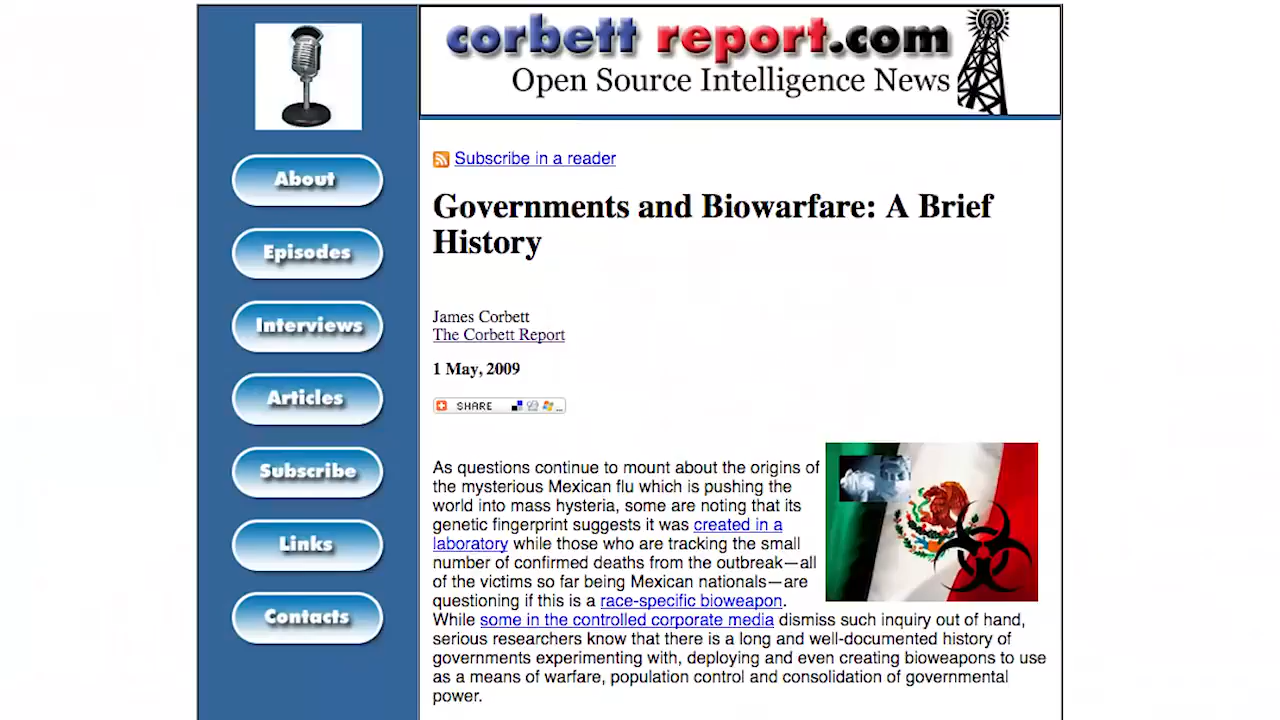 corbett report.com
Open Source Intelligence News
About
Episodes
Interviews
Articles
Subscribe
Links
Contacts
Subscribe in a reader
Governments and Biowarfare: A Brief
History
James Corbett
The Corbett Report
1 May, 2009
SHARE
As questions continue to mount about the origins of
the mysterious Mexican flu which is pushing the
world into mass hysteria, some are noting that its
genetic fingerprint suggests it was created in a
laboratory while those who are tracking the small
number of confirmed deaths from the outbreak—all
of the victims so far being Mexican nationals—are
questioning if this is a race-specific bioweapon.
While some in the controlled corporate media dismiss such inquiry out of hand,
serious researchers know that there is a long and well-documented history of
governments experimenting with, deploying and even creating bioweapons to use
as a means of warfare, population control and consolidation of governmental
power.